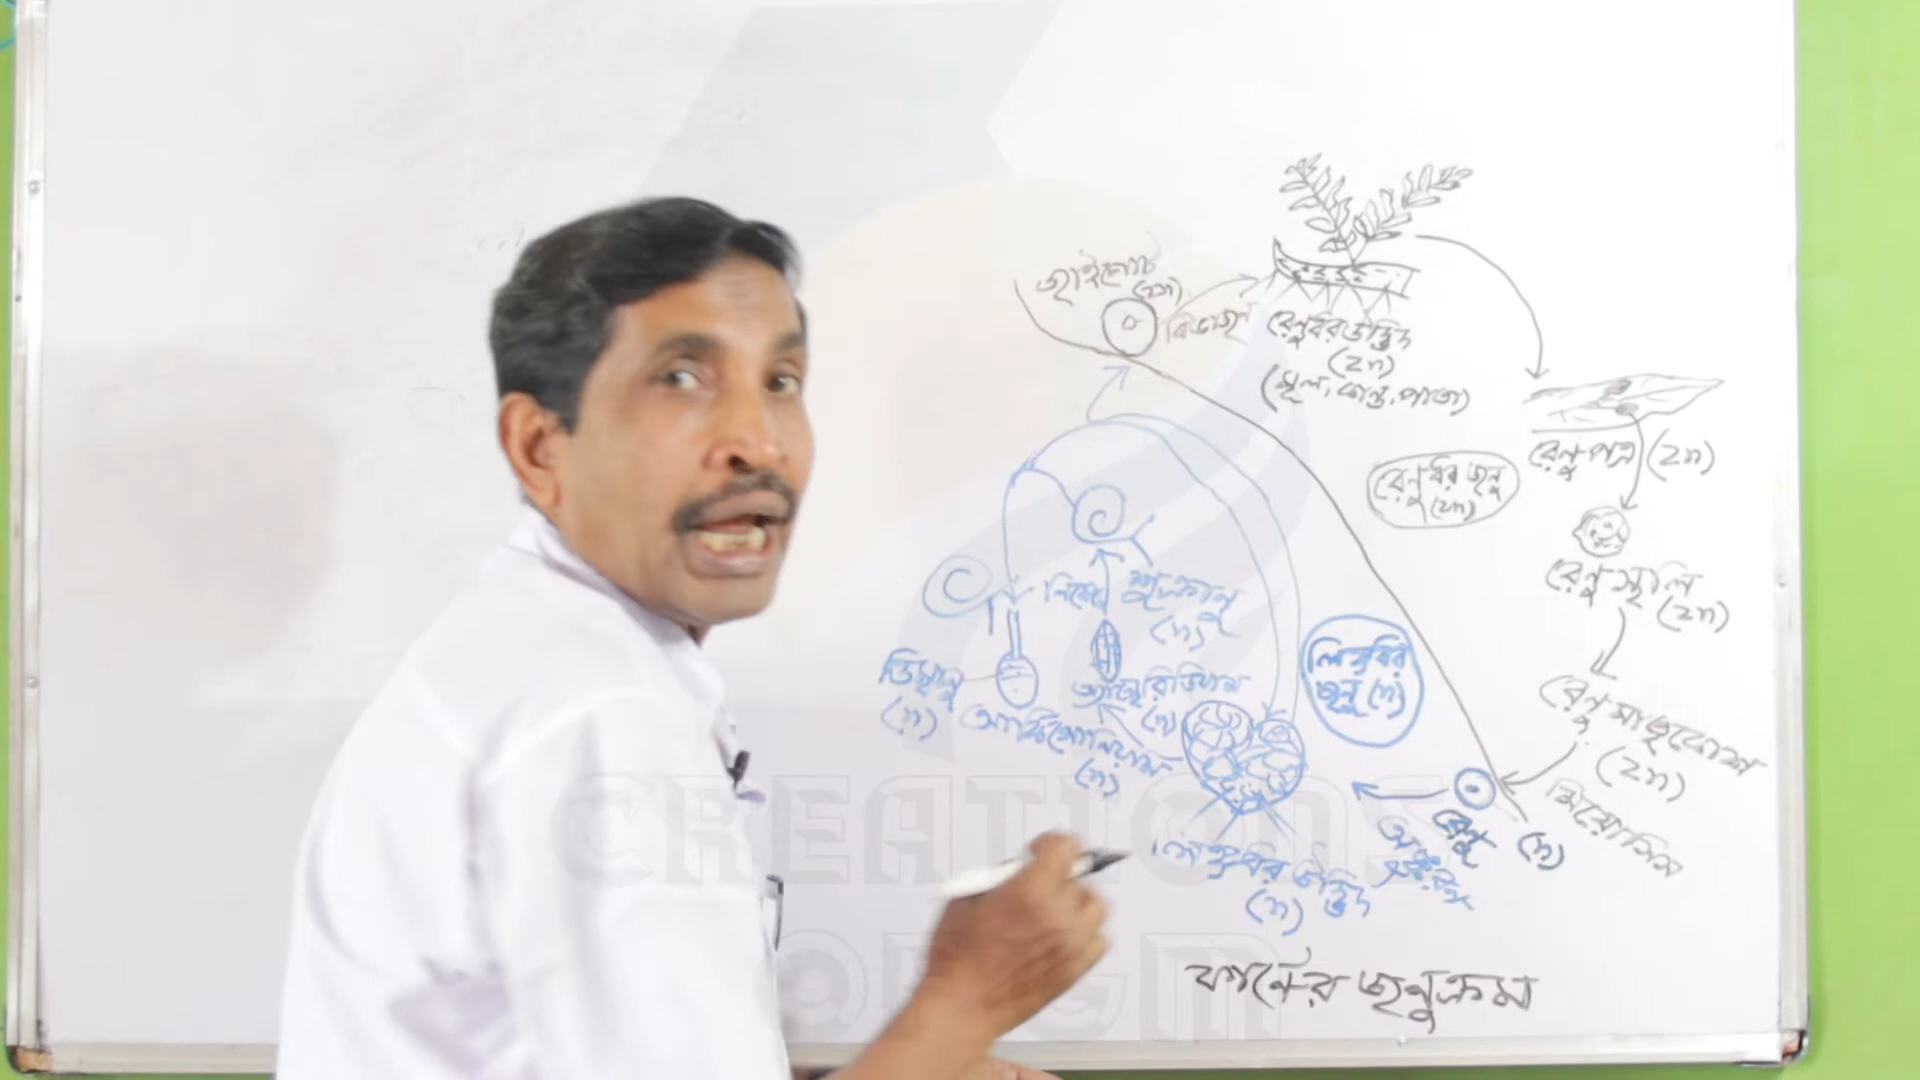 জাইগোট
(2n)
বিভাজন
রেনুধর উদ্ভিদ
(2n)
(মূল, কান্ড, পাতা)
রেনু পত্র (2n)
রেনুধর জনু
(2n)
রেনুস্থলি
(2n)
রেনু মাতৃকোষ
(2n)
মিয়োসিস
রেনু (n)
নিষেক
শুক্রানু
(n)
লিঙ্গধর
জনু (n)
ডিম্বানু
(n)
অ্যান্থেরিডিয়াম
(n)
আর্কিগোনিয়াম
(n)
লিঙ্গধর উদ্ভিদ
(n)
ফার্নের জনুক্রম
CREATIONS